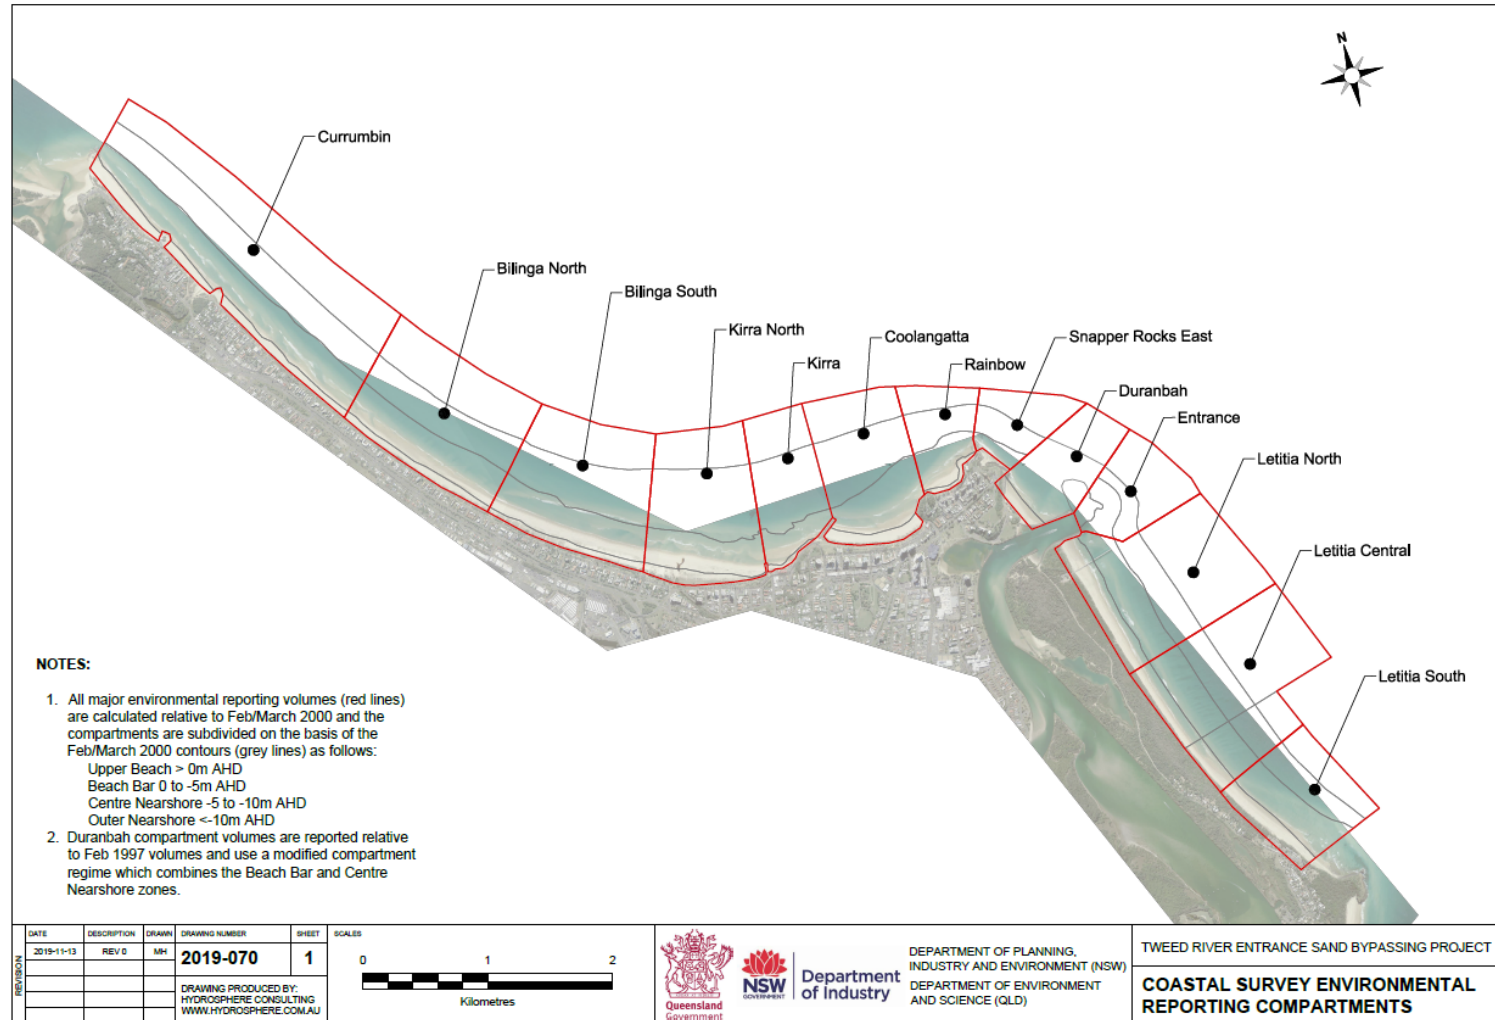 N
Currumbin
Bilinga North
Bilinga South
Kirra North
Kirra
Coolangatta
Rainbow
Snapper Rocks East
Duranbah
Entrance
Letitia North
Letitia Central
Letitia South
NOTES:
1. All major environmental reporting volumes (red lines)
are calculated relative to Feb/March 2000 and the
compartments are subdivided on the basis of the
Feb/March 2000 contours (grey lines) as follows:
Upper Beach > 0m AHD
Beach Bar 0 to -5m AHD
Centre Nearshore -5 to -10m AHD
Outer Nearshore <-10m AHD
2. Duranbah compartment volumes are reported relative
to Feb 1997 volumes and use a modified compartment
regime which combines the Beach Bar and Centre
Nearshore zones.
REVISION
DATE DESCRIPTION DRAWN DRAWING NUMBER SHEET SCALES
2019-11-13 REV 0 MH 2019-070 1
DRAWING PRODUCED BY:
HYDROSPHERE CONSULTING
WWW.HYDROSPHERE.COM.AU
0 1 2
Kilometres
Queensland
Government
NSW
GOVERNMENT
Department
of Industry
DEPARTMENT OF PLANNING,
INDUSTRY AND ENVIRONMENT (NSW)
DEPARTMENT OF ENVIRONMENT
AND SCIENCE (QLD)
TWEED RIVER ENTRANCE SAND BYPASSING PROJECT
COASTAL SURVEY ENVIRONMENTAL
REPORTING COMPARTMENTS